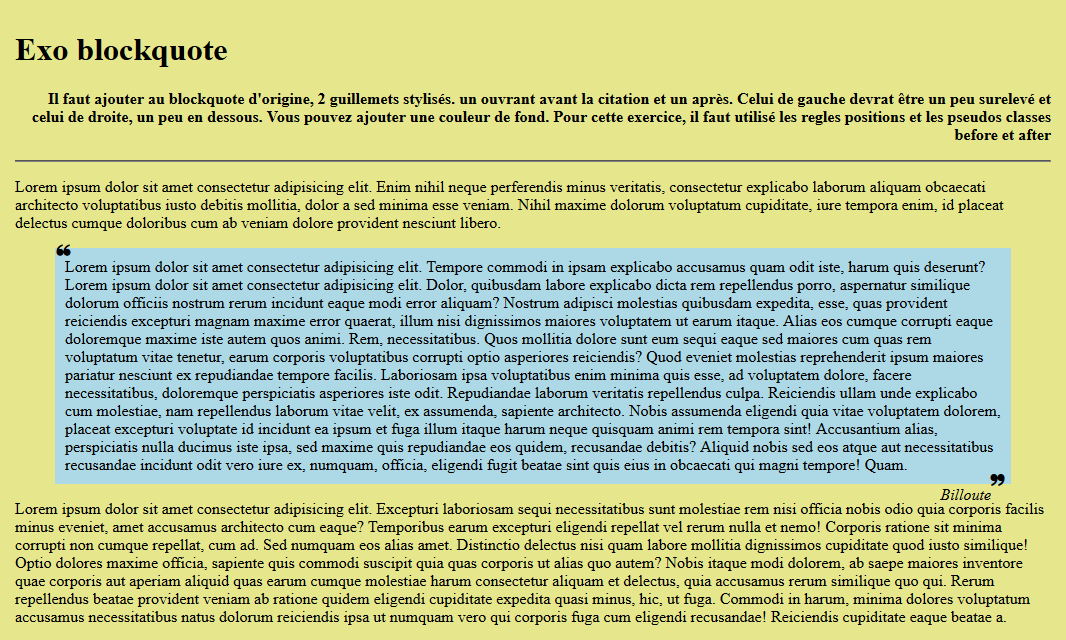 Exo blockquote
Il faut ajouter au blockquote d'origine, 2 guillemets stylisés. un ouvrant avant la citation et un après. Celui de gauche devrat être un peu surelevé et
celui de droite, un peu en dessous. Vous pouvez ajouter une couleur de fond. Pour cette exercice, il faut utilisé les regles positions et les pseudos classes
before et after
Lorem ipsum dolor sit amet consectetur adipisicing elit. Enim nihil neque perferendis minus veritatis, consectetur explicabo laborum aliquam obcaecati
architecto voluptatibus iusto debitis mollitia, dolor a sed minima esse veniam. Nihil maxime dolorum voluptatum cupiditate, iure tempora enim, id placeat
delectus cumque doloribus cum ab veniam dolore provident nesciunt libero.
❝
Lorem ipsum dolor sit amet consectetur adipisicing elit. Tempore commodi in ipsam explicabo accusamus quam odit iste, harum quis deserunt?
Lorem ipsum dolor sit amet consectetur adipisicing elit. Dolor, quibusdam labore explicabo dicta rem repellendus porro, aspernatur similique
dolorum officiis nostrum rerum incidunt eaque modi error aliquam? Nostrum adipisci molestias quibusdam expedita, esse, quas provident
reiciendis excepturi magnam maxime error quaerat, illum nisi dignissimos maiores voluptatem ut earum itaque. Alias eos cumque corrupti eaque
doloremque maxime iste autem quos animi. Rem, necessitatibus. Quos mollitia dolore sunt eum sequi eaque sed maiores cum quas rem
voluptatum vitae tenetur, earum corporis voluptatibus corrupti optio asperiores reiciendis? Quod eveniet molestias reprehenderit ipsum maiores
pariatur nesciunt ex repudiandae tempore facilis. Laboriosam ipsa voluptatibus enim minima quis esse, ad voluptatem dolore, facere
necessitatibus, doloremque perspiciatis asperiores iste odit. Repudiandae laborum veritatis repellendus culpa. Reiciendis ullam unde explicabo
cum molestiae, nam repellendus laborum vitae velit, ex assumenda, sapiente architecto. Nobis assumenda eligendi quia vitae voluptatem dolorem,
placeat excepturi voluptate id incidunt ea ipsum et fuga illum itaque harum neque quisquam animi rem tempora sint! Accusantium alias,
perspiciatis nulla ducimus iste ipsa, sed maxime quis repudiandae eos quidem, recusandae debitis? Aliquid nobis sed eos atque aut necessitatibus
recusandae incidunt odit vero iure ex, numquam, officia, eligendi fugit beatae sint quis eius in obcaecati qui magni tempore! Quam.
❞
Billoute
Lorem ipsum dolor sit amet consectetur adipisicing elit. Excepturi laboriosam sequi necessitatibus sunt molestiae rem nisi officia nobis odio quia corporis facilis
minus eveniet, amet accusamus architecto cum eaque? Temporibus earum excepturi eligendi repellat vel rerum nulla et nemo! Corporis ratione sit minima
corrupti non cumque repellat, cum ad. Sed numquam eos alias amet. Distinctio delectus nisi quam labore mollitia dignissimos cupiditate quod iusto similique!
Optio dolores maxime officia, sapiente quis commodi suscipit quia quas corporis ut alias quo autem? Nobis itaque modi dolorem, ab saepe maiores inventore
quae corporis aut aperiam aliquid quas earum cumque molestiae harum consectetur aliquam et delectus, quia accusamus rerum similique quo qui. Rerum
repellendus beatae provident veniam ab ratione quidem eligendi cupiditate expedita quasi minus, hic, ut fuga. Commodi in harum, minima dolores voluptatum
accusamus necessitatibus natus dolorum reiciendis ipsa ut numquam vero qui corporis fuga cum eligendi recusandae! Reiciendis cupiditate eaque beatae a.